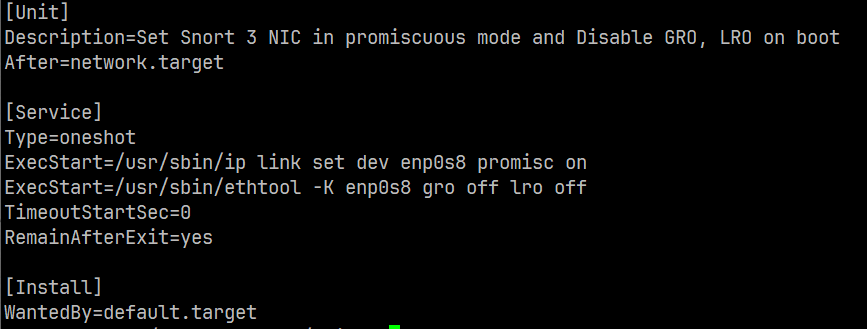 [Unit]
Description=Set Snort 3 NIC in promiscuous mode and Disable GRO, LRO on boot
After=network.target
[Service]
Type=oneshot
ExecStart=/usr/sbin/ip link set dev enp0s8 promisc on
ExecStart=/usr/sbin/ethtool -K enp0s8 gro off lro off
TimeoutStartSec=0
RemainAfterExit=yes
[Install]
WantedBy=default.target